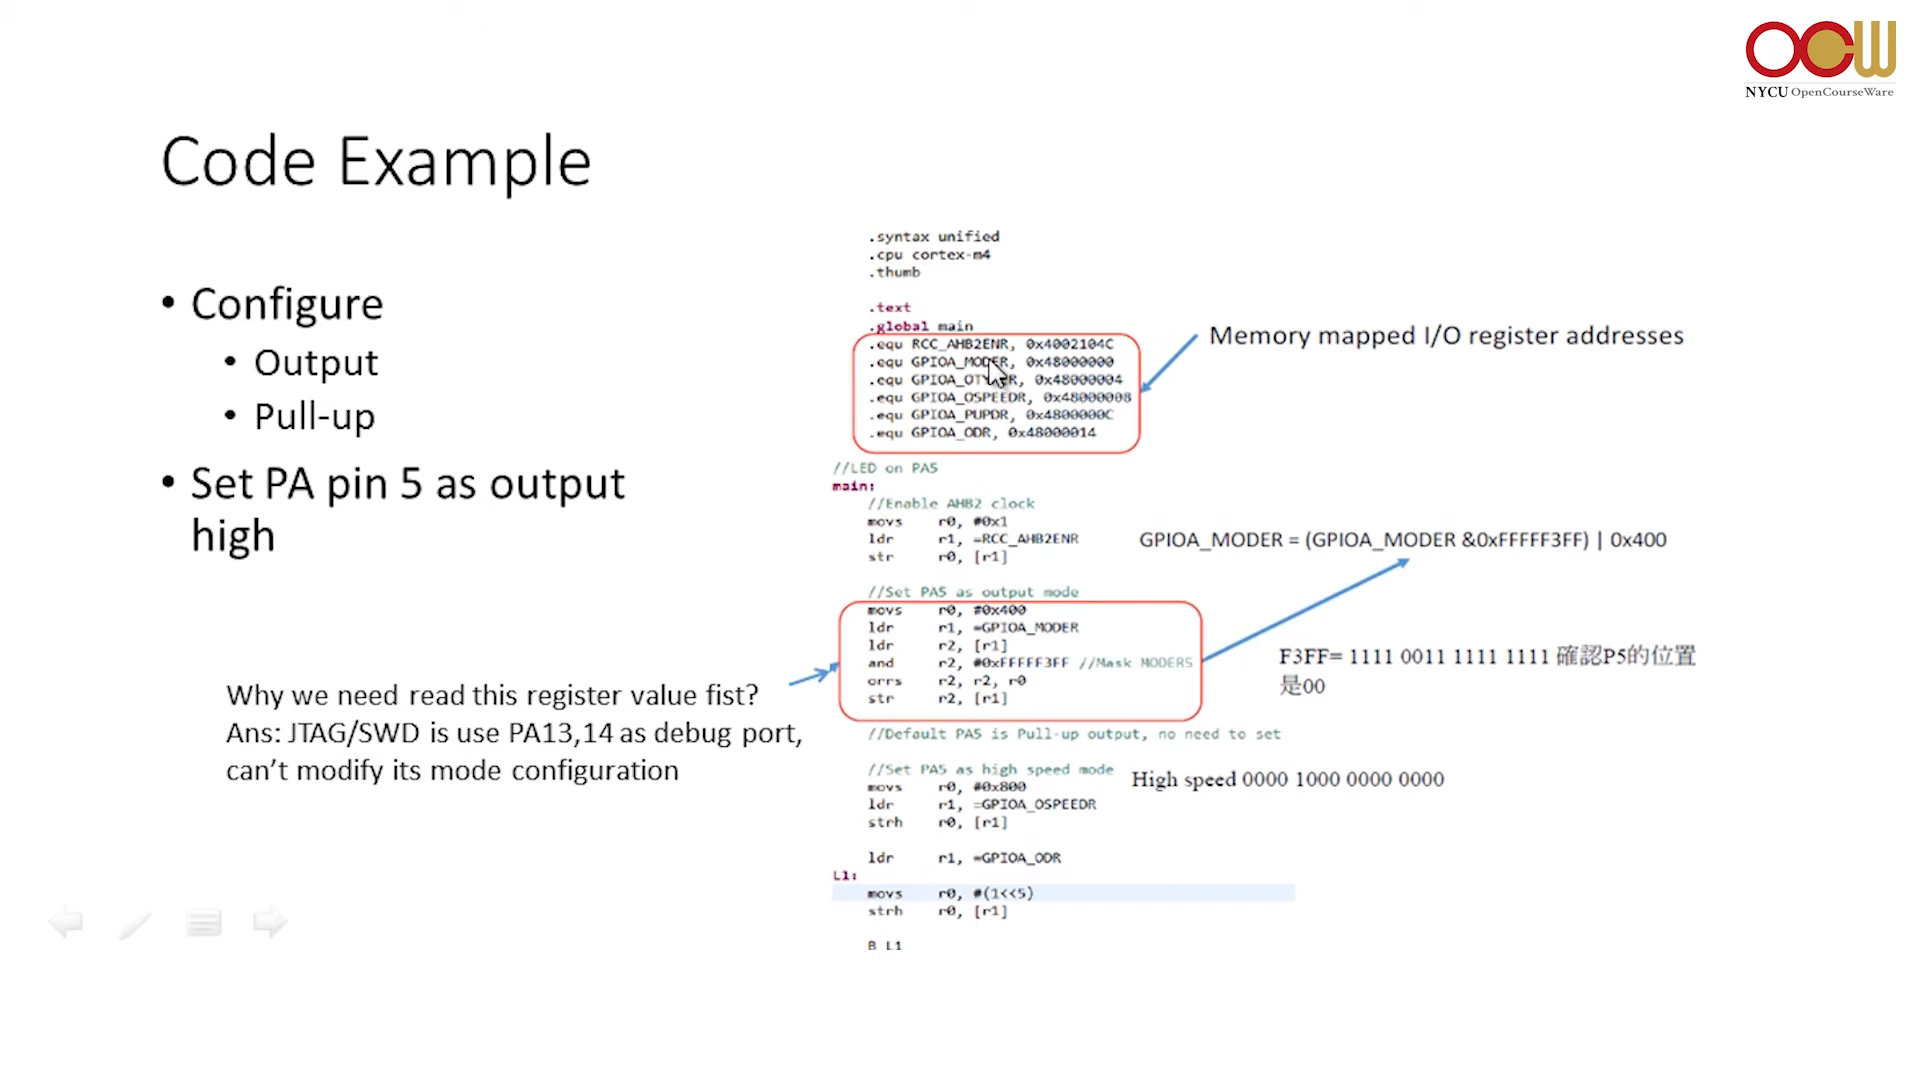 OCW
NYCU OpenCourseWare
Code Example
• Configure
• Output
• Pull-up
• Set PA pin 5 as output
high
Why we need read this register value fist?
Ans: JTAG/SWD is use PA13,14 as debug port,
can't modify its mode configuration
.syntax unified
.cpu cortex-m4
.thumb
.text
.global main
.equ RCC_AHB2ENR, 0x4002104C
.equ GPIOA_MODER, 0x48000000
.equ GPIOA_OTYPER, 0x48000004
.equ GPIOA_OSPEEDR, 0x48000008
.equ GPIOA_PUPDR, 0x4800000C
.equ GPIOA_ODR, 0x48000014
Memory mapped I/O register addresses
//LED on PA5
main:
//Enable AHB2 clock
movs r0, #0x1
ldr r1, =RCC_AHB2ENR
str r0, [r1]
GPIOA_MODER = (GPIOA_MODER &0xFFFFF3FF) | 0x400
//Set PA5 as output mode
movs r0, #0x400
ldr r1, =GPIOA_MODER
ldr r2, [r1]
and r2, #0xFFFFF3FF //Mask MODER5
orrs r2, r2, r0
str r2, [r1]
F3FF= 1111 0011 1111 1111 確認P5的位置
是00
//Default PA5 is Pull-up output, no need to set
//Set PA5 as high speed mode
movs r0, #0x800
ldr r1, =GPIOA_OSPEEDR
strh r0, [r1]
High speed 0000 1000 0000 0000
ldr r1, =GPIOA_ODR
L1:
movs r0, #(1<<5)
strh r0, [r1]
B L1